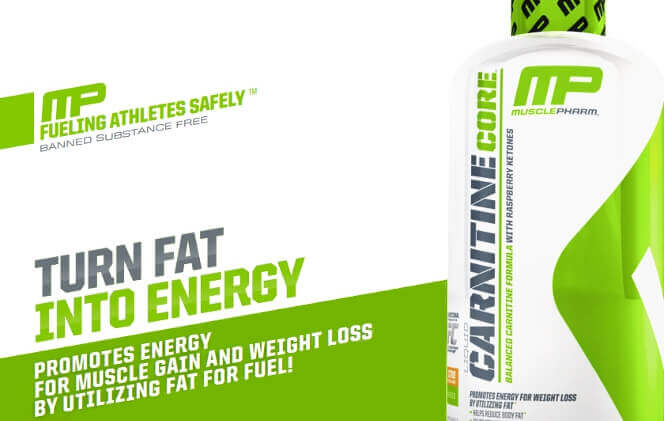 MP
FUELING ATHLETES SAFELY™
BANNED SUBSTANCE FREE
TURN FAT
INTO ENERGY
PROMOTES ENERGY
FOR MUSCLE GAIN AND WEIGHT LOSS
BY UTILIZING FAT FOR FUEL!
MP
MP
MUSCLEPHARM
CARNITINE CORE
BALANCED CARNITINE FORMULA WITH RASPBERRY KETONES
LIQUID
PROMOTES ENERGY FOR WEIGHT LOSS
BY UTILIZING FAT
• HELPS REDUCE BODY FAT